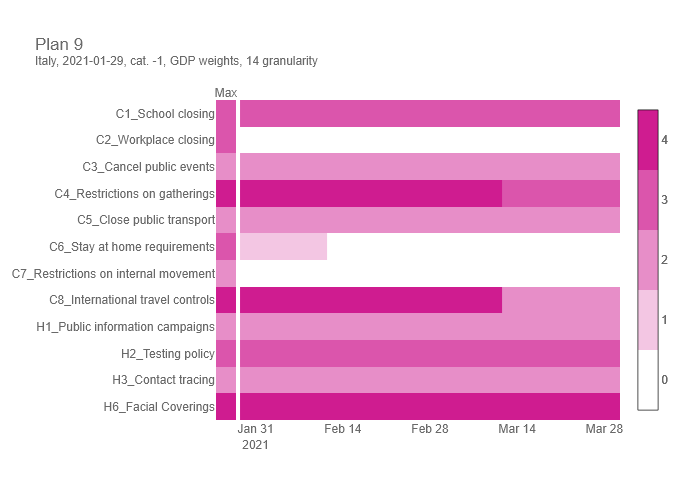 Plan 9
Italy, 2021-01-29, cat. -1, GDP weights, 14 granularity
Max
C1_School closing
C2_Workplace closing
C3_Cancel public events
C4_Restrictions on gatherings
C5_Close public transport
C6_Stay at home requirements
C7_Restrictions on internal movement
C8_International travel controls
H1_Public information campaigns
H2_Testing policy
H3_Contact tracing
H6_Facial Coverings
Jan 31 Feb 14 Feb 28 Mar 14 Mar 28
2021
4
3
2
1
0